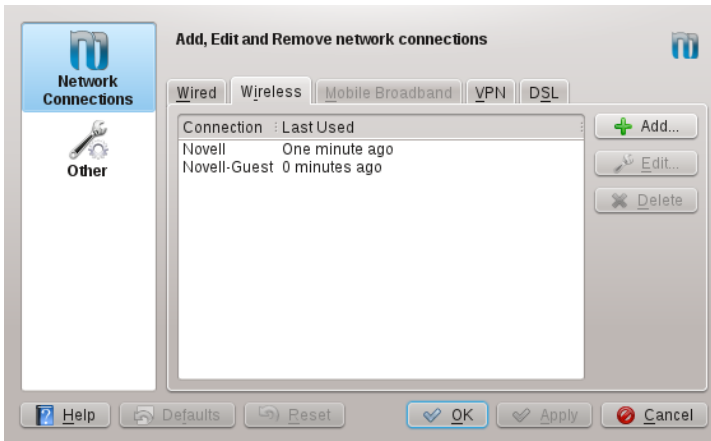 Add, Edit and Remove network connections
Network
Connections
Other
Wired Wireless Mobile Broadband VPN DSL
Connection Last Used
Novell One minute ago
Novell-Guest 0 minutes ago
Add...
Edit...
Delete
Help Defaults Reset OK Apply Cancel